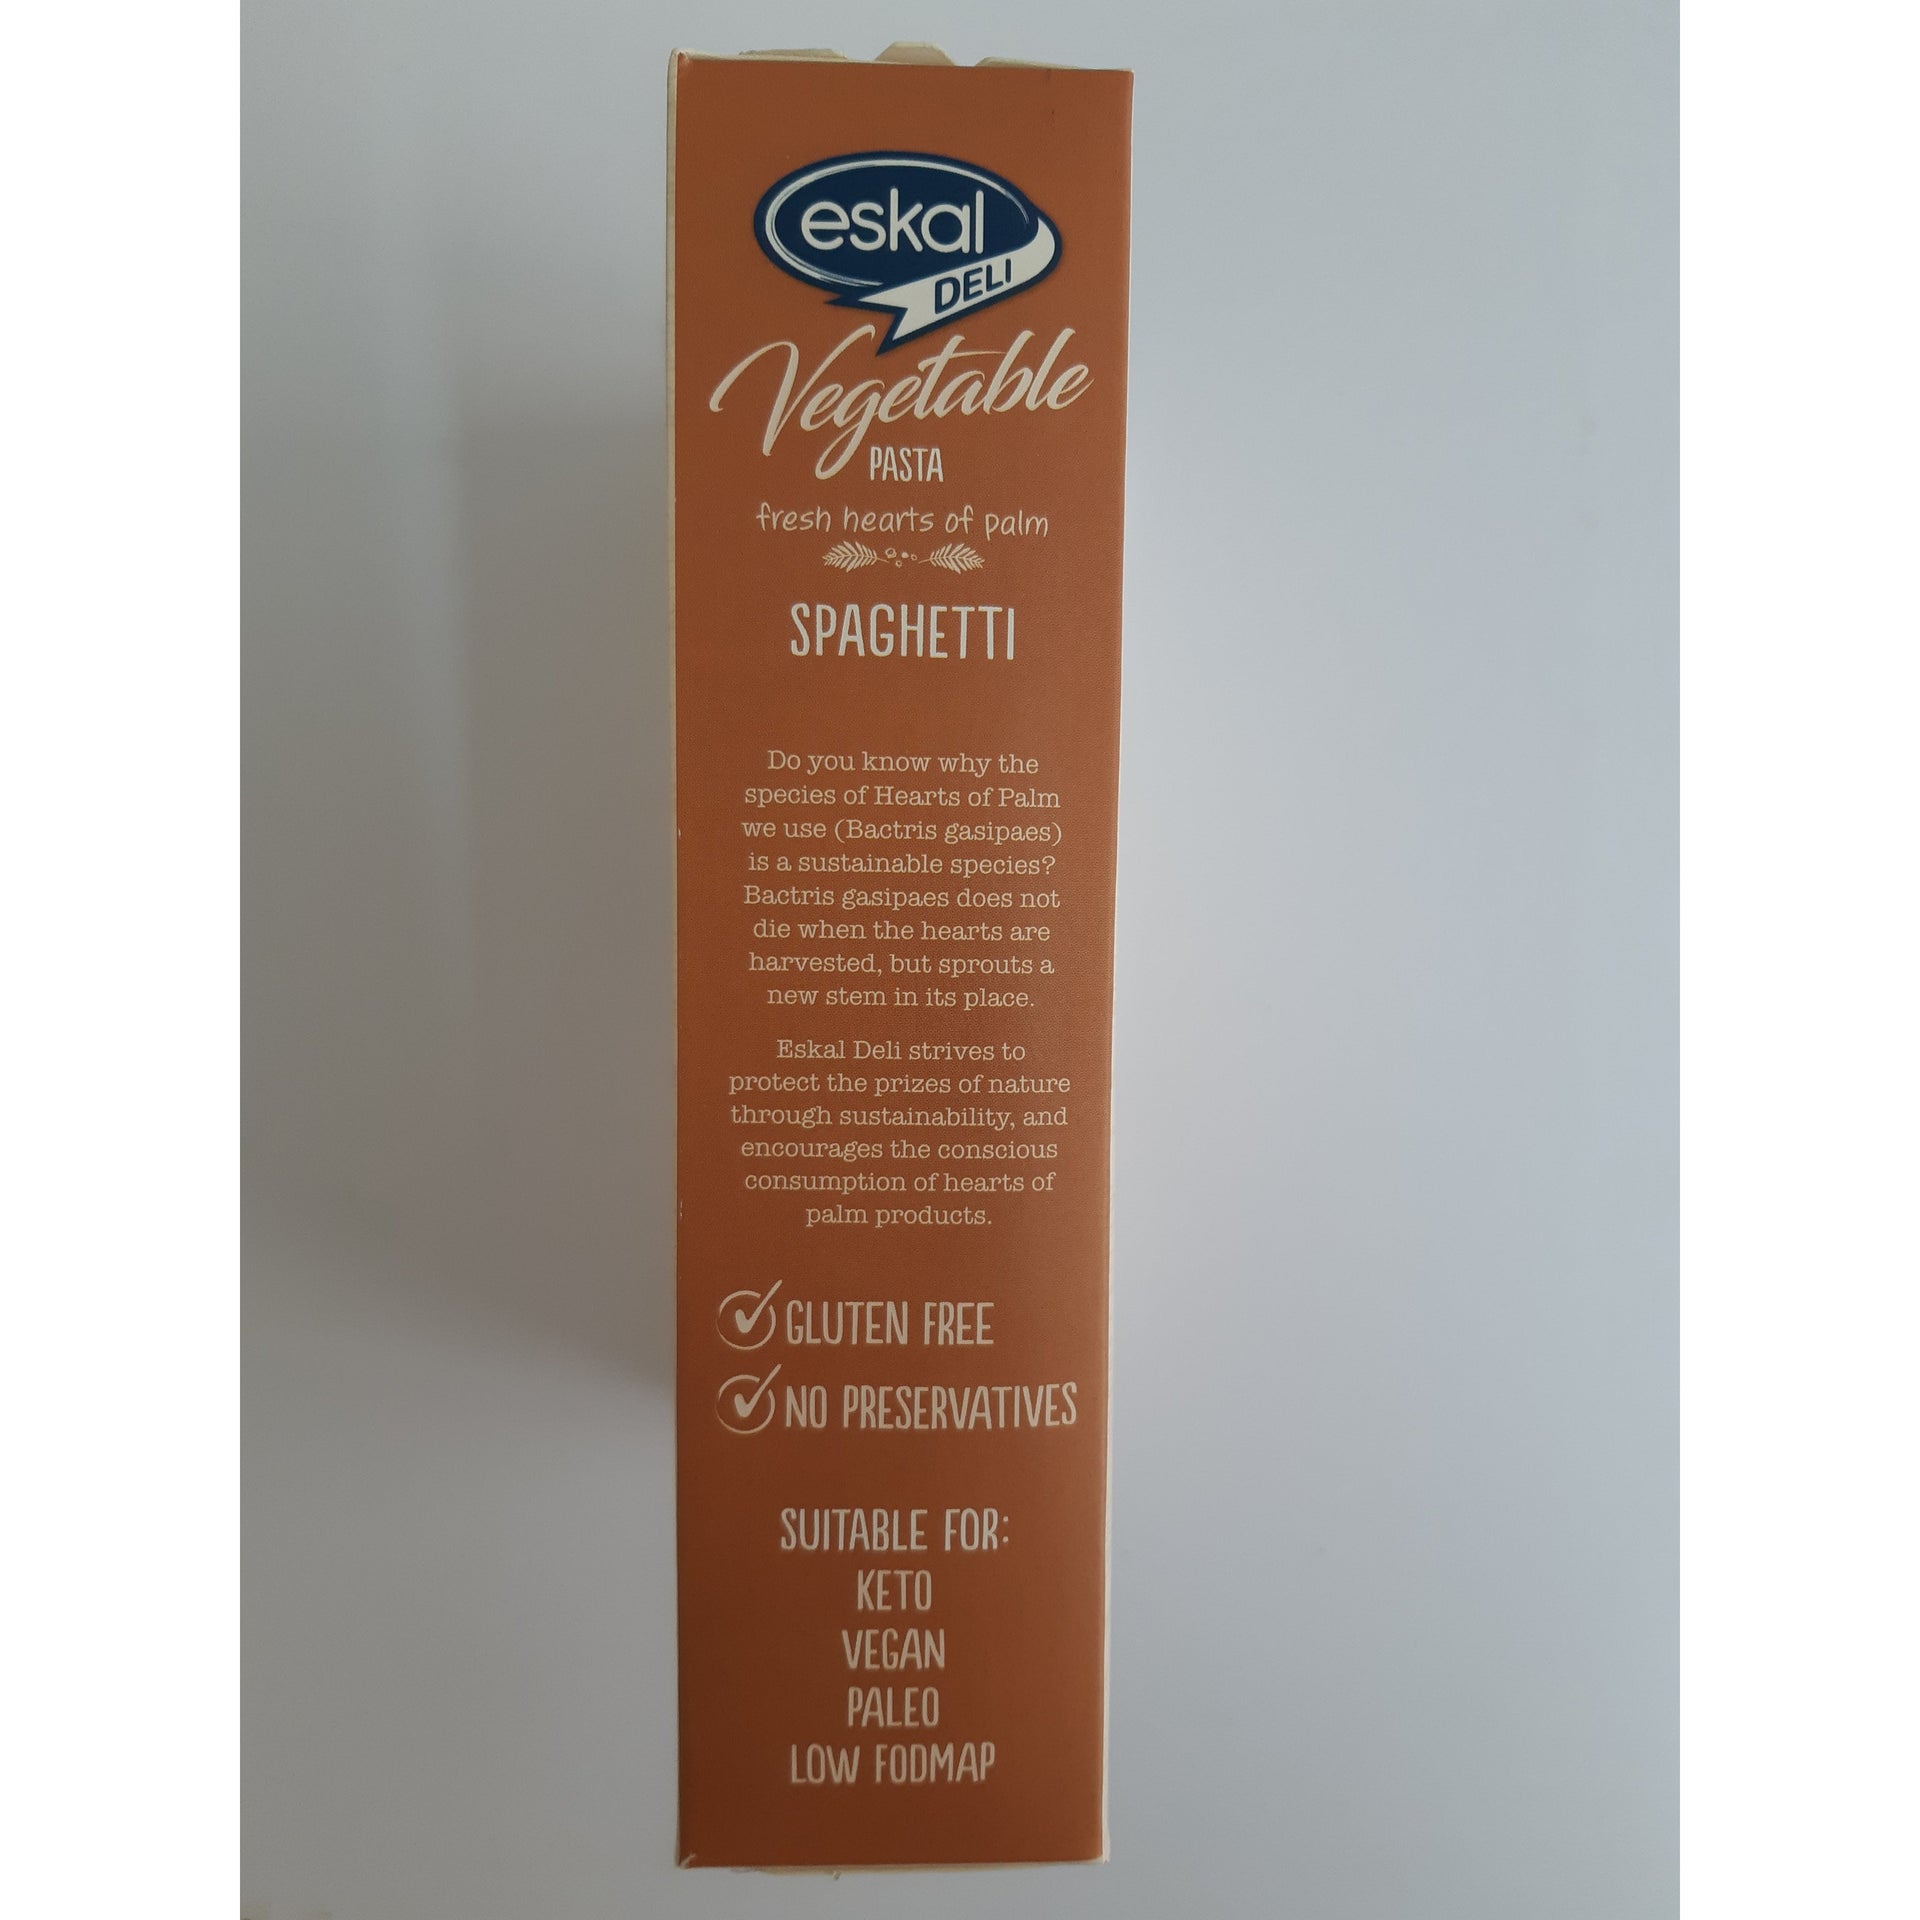 eskal
DELI
Vegetable
PASTA
fresh hearts of palm
SPAGHETTI
Do you know why the
species of Hearts of Palm
we use (Bactris gasipaes)
is a sustainable species?
Bactris gasipaes does not
die when the hearts are
harvested, but sprouts a
new stem in its place.
Eskal Deli strives to
protect the prizes of nature
through sustainability, and
encourages the conscious
consumption of hearts of
palm products.
GLUTEN FREE
NO PRESERVATIVES
SUITABLE FOR:
KETO
VEGAN
PALEO
LOW FODMAP